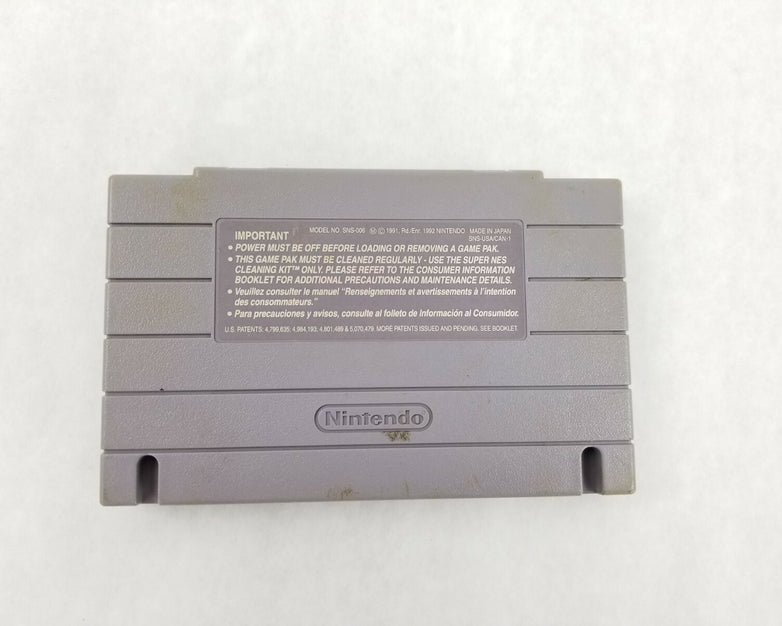 IMPORTANT MODEL NO. SNS-006 Ⓜ © 1991, Rd./Enr. 1992 NINTENDO MADE IN JAPAN
SNS-USA/CAN-1
• POWER MUST BE OFF BEFORE LOADING OR REMOVING A GAME PAK.
• THIS GAME PAK MUST BE CLEANED REGULARLY - USE THE SUPER NES
CLEANING KIT™ ONLY. PLEASE REFER TO THE CONSUMER INFORMATION
BOOKLET FOR ADDITIONAL PRECAUTIONS AND MAINTENANCE DETAILS.
• Veuillez consulter le manuel "Renseignements et avertissements à l'intention
des consommateurs."
• Para precauciones y avisos, consulte al folleto de Información al Consumidor.
U.S. PATENTS: 4,799,635; 4,984,193; 4,801,489 & 5,070,479. MORE PATENTS ISSUED AND PENDING. SEE BOOKLET.
Nintendo